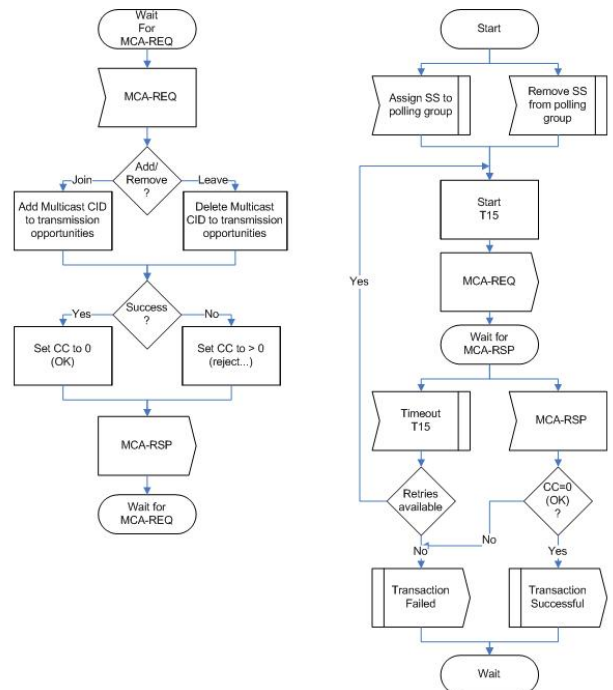 Wait
For
MCA-REQ
MCA-REQ
Add/
Remove
?
Join
Leave
Add Multicast CID
to transmission
opportunities
Delete Multicast
CID to transmission
opportunities
Success
?
Yes
No
Set CC to 0
(OK)
Set CC to > 0
(reject...)
MCA-RSP
Wait for
MCA-REQ
Start
Assign SS to
polling group
Remove SS
from polling
group
Start
T15
Yes
MCA-REQ
Wait for
MCA-RSP
Timeout
T15
MCA-RSP
Retries
available
CC=0
(OK)
?
No
No
Yes
Transaction
Failed
Transaction
Successful
Wait